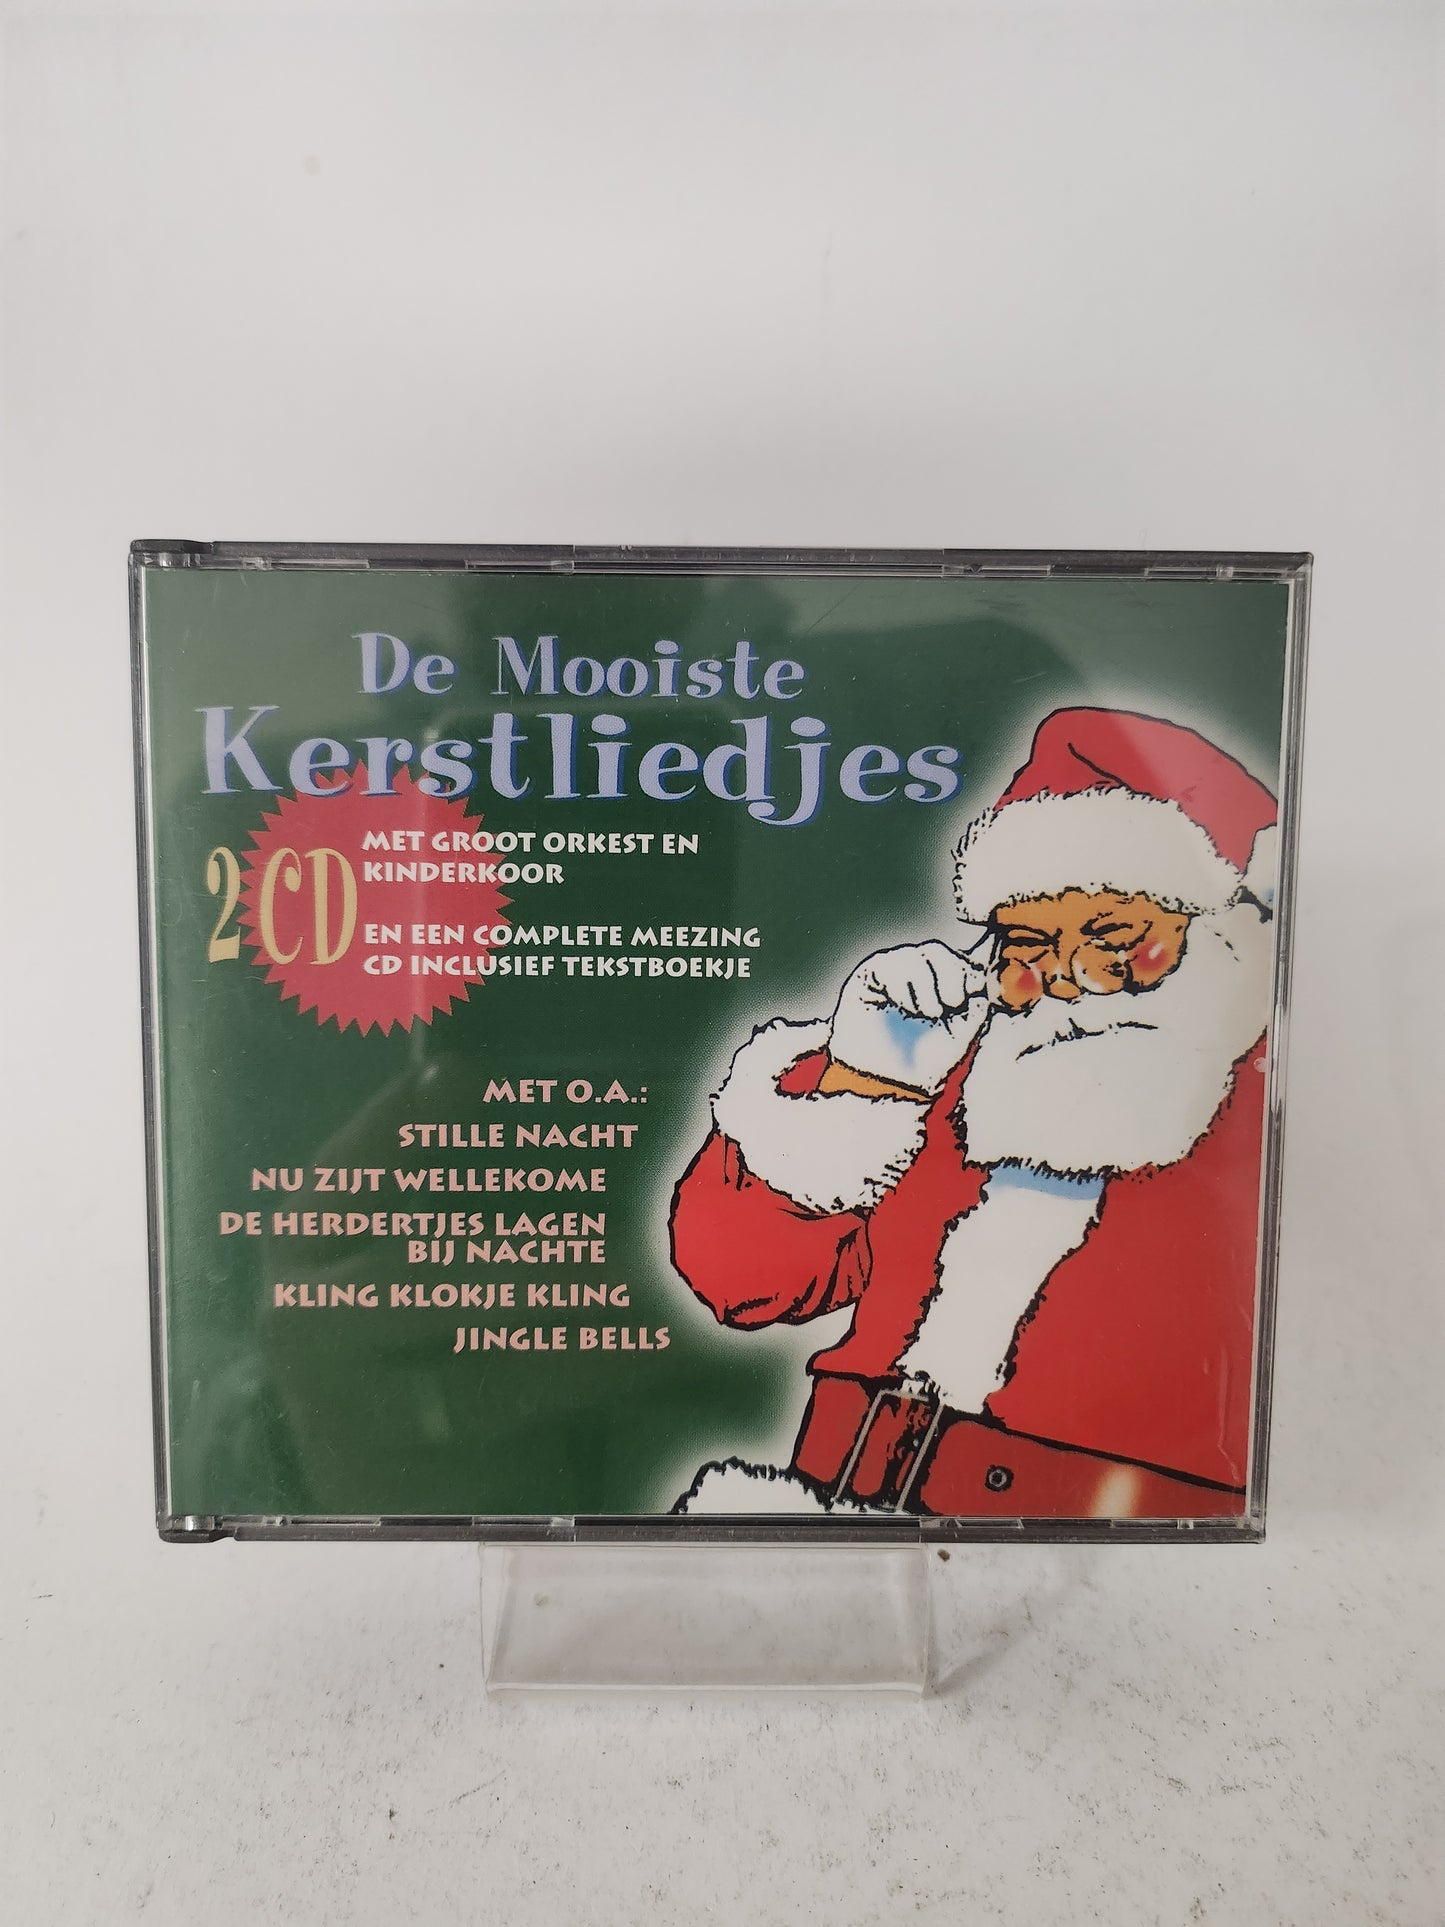 De Mooiste
Kerstliedjes
2CD
MET GROOT ORKEST EN
KINDERKOOR
EN EEN COMPLETE MEEZING
CD INCLUSIEF TEKSTBOEKJE
MET O.A.:
STILLE NACHT
NU ZIJT WELLEKOME
DE HERDERTJES LAGEN
BIJ NACHTE
KLING KLOKJE KLING
JINGLE BELLS